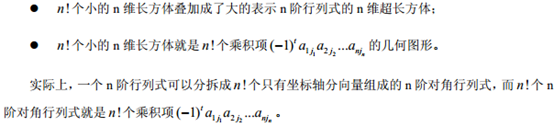 ● n!个小的 n 维长方体叠加成了大的表示 n 阶行列式的 n 维超长方体；
● n!个小的 n 维长方体就是 n!个乘积项 (−1)^t a_{1j_1} a_{2j_2} ... a_{nj_n} 的几何图形。
实际上，一个 n 阶行列式可以分拆成 n!个只有坐标轴分向量组成的 n 阶对角行列式，而 n!个 n
阶对角行列式就是 n!个乘积项 (−1)^t a_{1j_1} a_{2j_2} ... a_{nj_n} 。